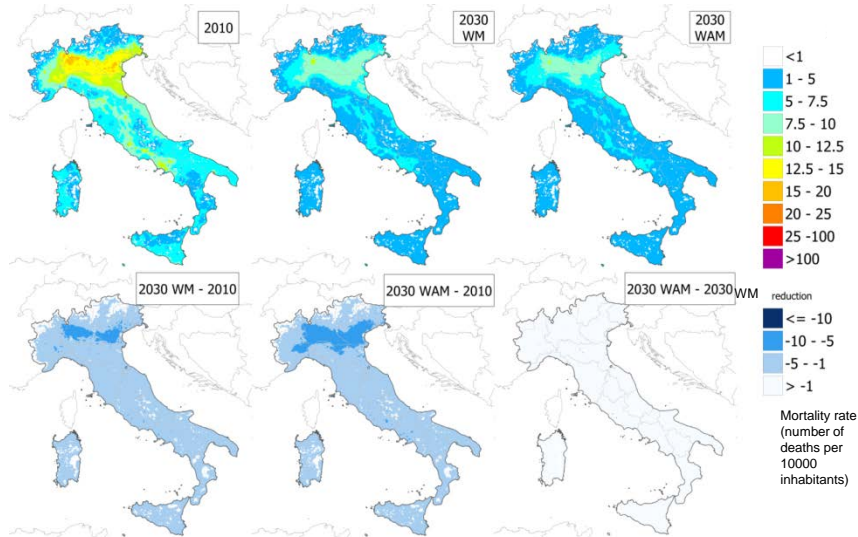 2010
2030
WM
2030
WAM
<1
1 - 5
5 - 7.5
7.5 - 10
10 - 12.5
12.5 - 15
15 - 20
20 - 25
25 -100
>100
2030 WM - 2010
2030 WAM - 2010
2030 WAM - 2030 WM
reduction
<= -10
-10 - -5
-5 - -1
> -1
Mortality rate
(number of
deaths per
10000
inhabitants)